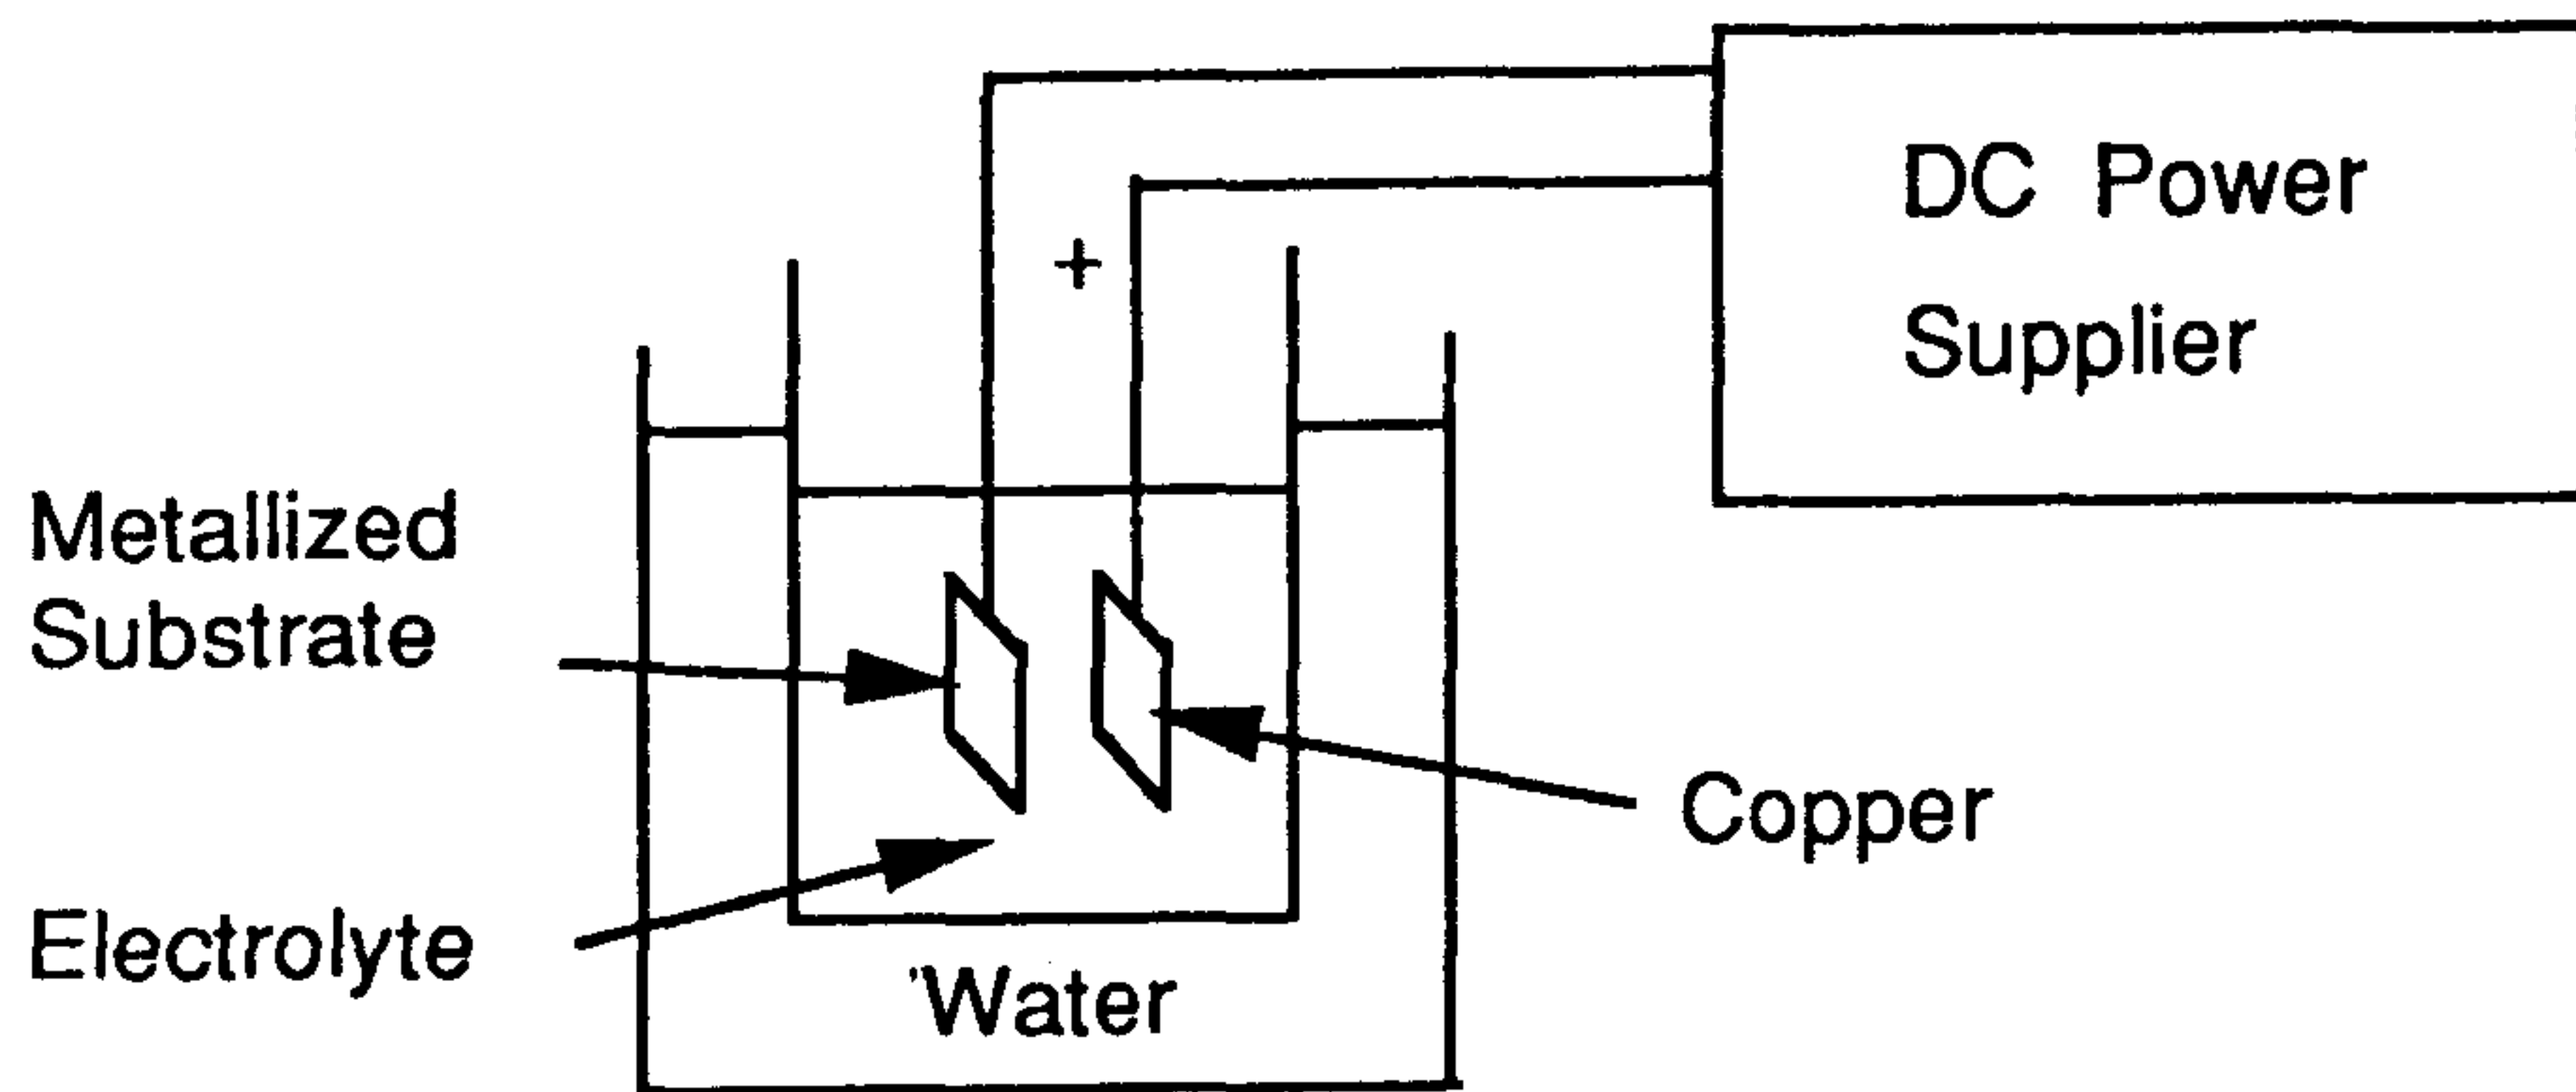 DC Power
Supplier
+
Metallized
Substrate
Copper
Electrolyte
Water